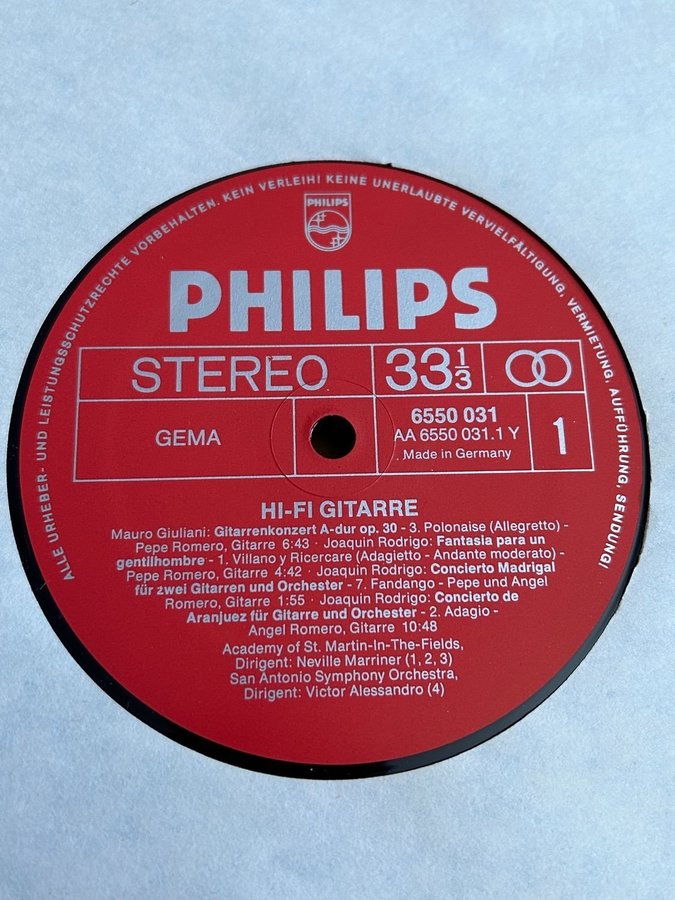 ALLE URHEBER- UND LEISTUNGSSCHUTZRECHTE VORBEHALTEN. KEIN VERLEIH! KEINE UNERLAUBTE VERVIELFÄLTIGUNG, VERMIETUNG, AUFFÜHRUNG, SENDUNG!
PHILIPS
PHILIPS
STEREO 33 1/3
GEMA
6550 031
AA 6550 031.1 Y
Made in Germany
1
HI-FI GITARRE
Mauro Giuliani: Gitarrenkonzert A-dur op. 30 - 3. Polonaise (Allegretto) -
Pepe Romero, Gitarre 6:43 · Joaquin Rodrigo: Fantasia para un
gentilhombre - 1. Villano y Ricercare (Adagietto - Andante moderato) -
Pepe Romero, Gitarre 4:42 · Joaquin Rodrigo: Concierto Madrigal
für zwei Gitarren und Orchester - 7. Fandango - Pepe und Angel
Romero, Gitarre 1:55 · Joaquin Rodrigo: Concierto de
Aranjuez für Gitarre und Orchester - 2. Adagio -
Angel Romero, Gitarre 10:48
Academy of St. Martin-In-The-Fields,
Dirigent: Neville Marriner (1, 2, 3)
San Antonio Symphony Orchestra,
Dirigent: Victor Alessandro (4)